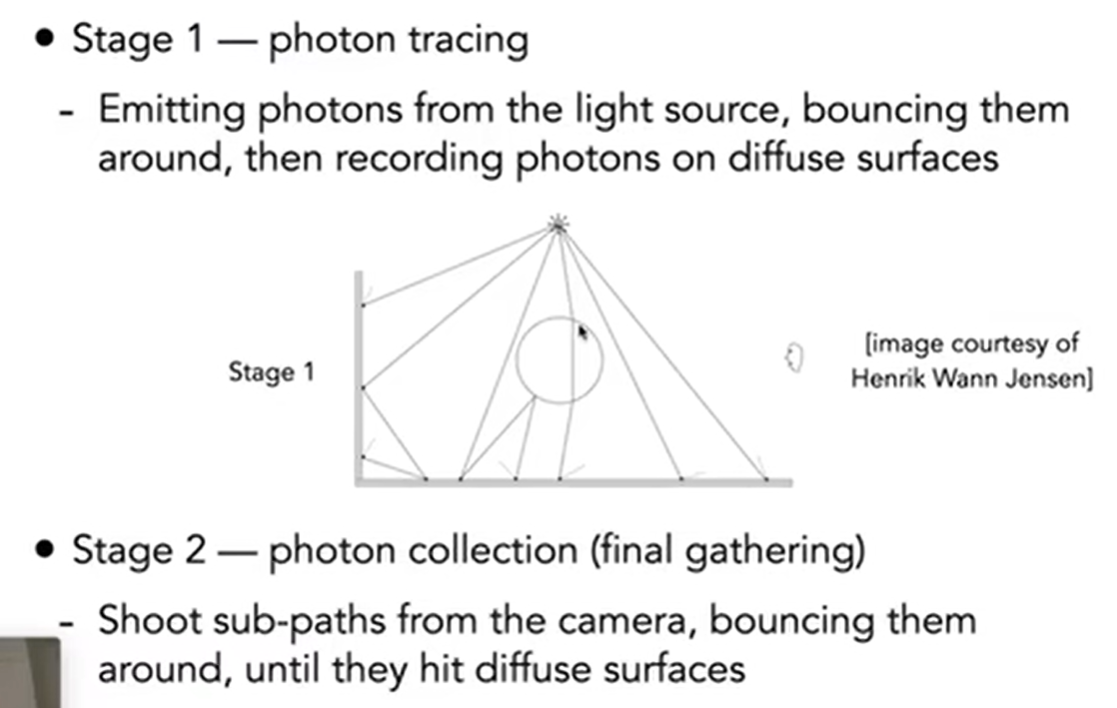 ● Stage 1 — photon tracing
- Emitting photons from the light source, bouncing them
around, then recording photons on diffuse surfaces
Stage 1
[image courtesy of
Henrik Wann Jensen]
● Stage 2 — photon collection (final gathering)
- Shoot sub-paths from the camera, bouncing them
around, until they hit diffuse surfaces